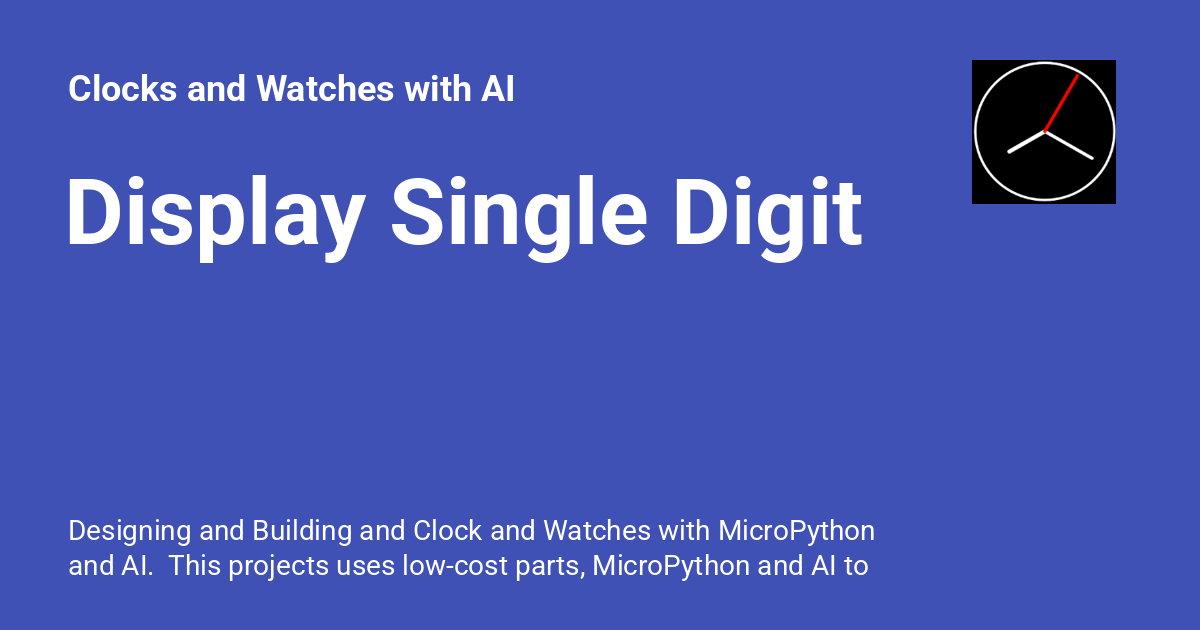 Clocks and Watches with AI
Display Single Digit
Designing and Building and Clock and Watches with MicroPython
and AI.  This projects uses low-cost parts, MicroPython and AI to